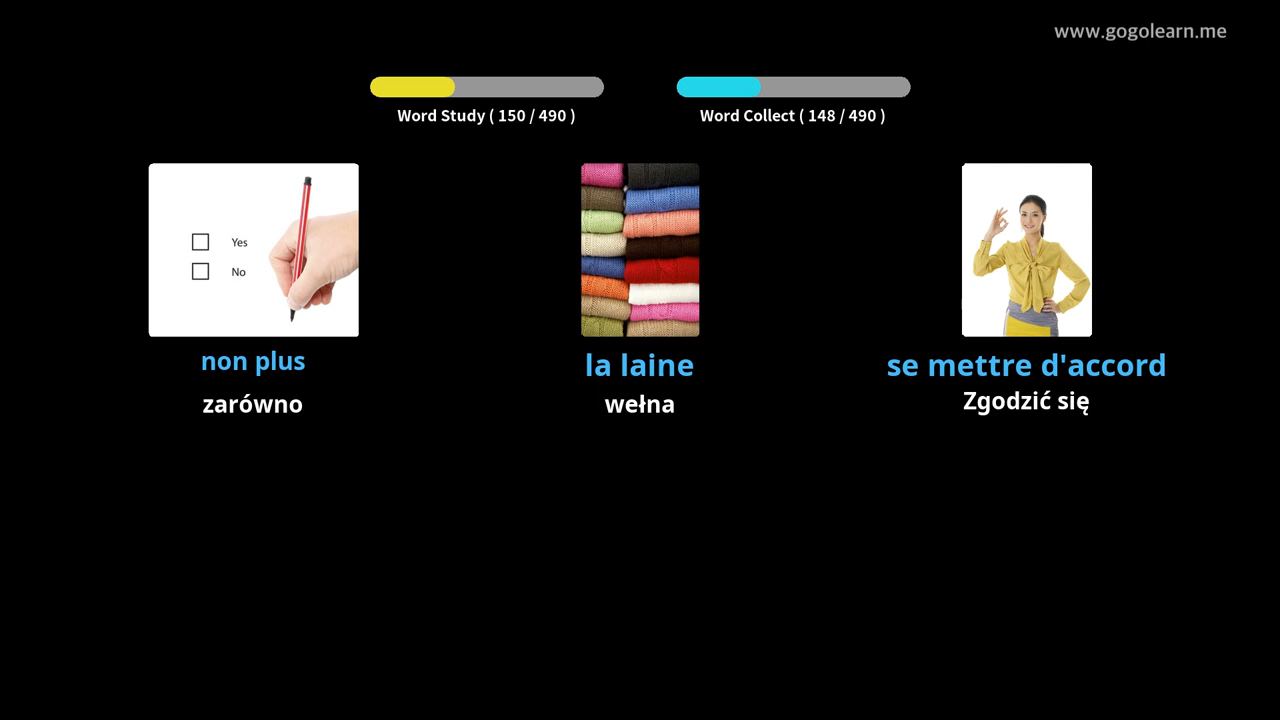 www.gogolearn.me
Word Study ( 150 / 490 )
Word Collect ( 148 / 490 )
Yes
No
non plus
zarówno
la laine
wełna
se mettre d'accord
Zgodzić się